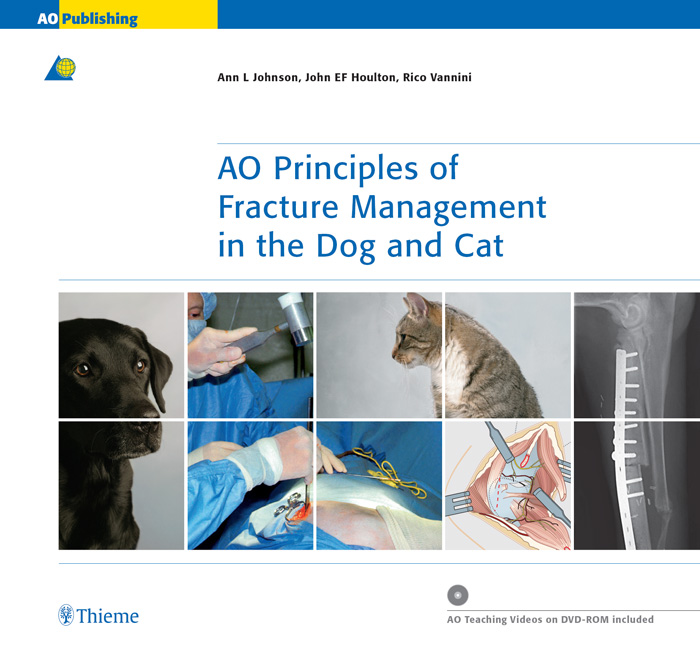 AO Publishing
Ann L Johnson, John EF Houlton, Rico Vannini
AO Principles of
Fracture Management
in the Dog and Cat
Thieme
AO Teaching Videos on DVD-ROM included